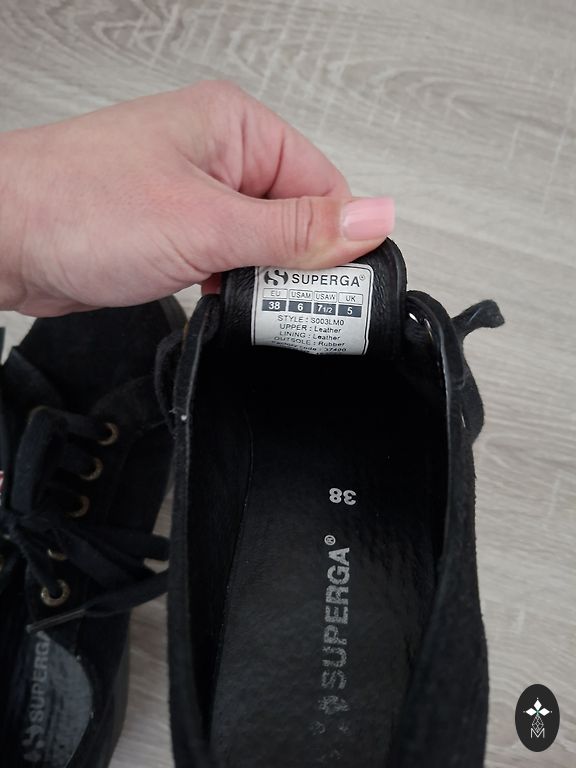 SUPERGA®
EU USAM USAW UK
38 6 7 1/2 5
STYLE : S003LM0
UPPER : Leather
LINING : Leather
OUTSOLE : Rubber
38
SUPERGA®
SUPERGA
M